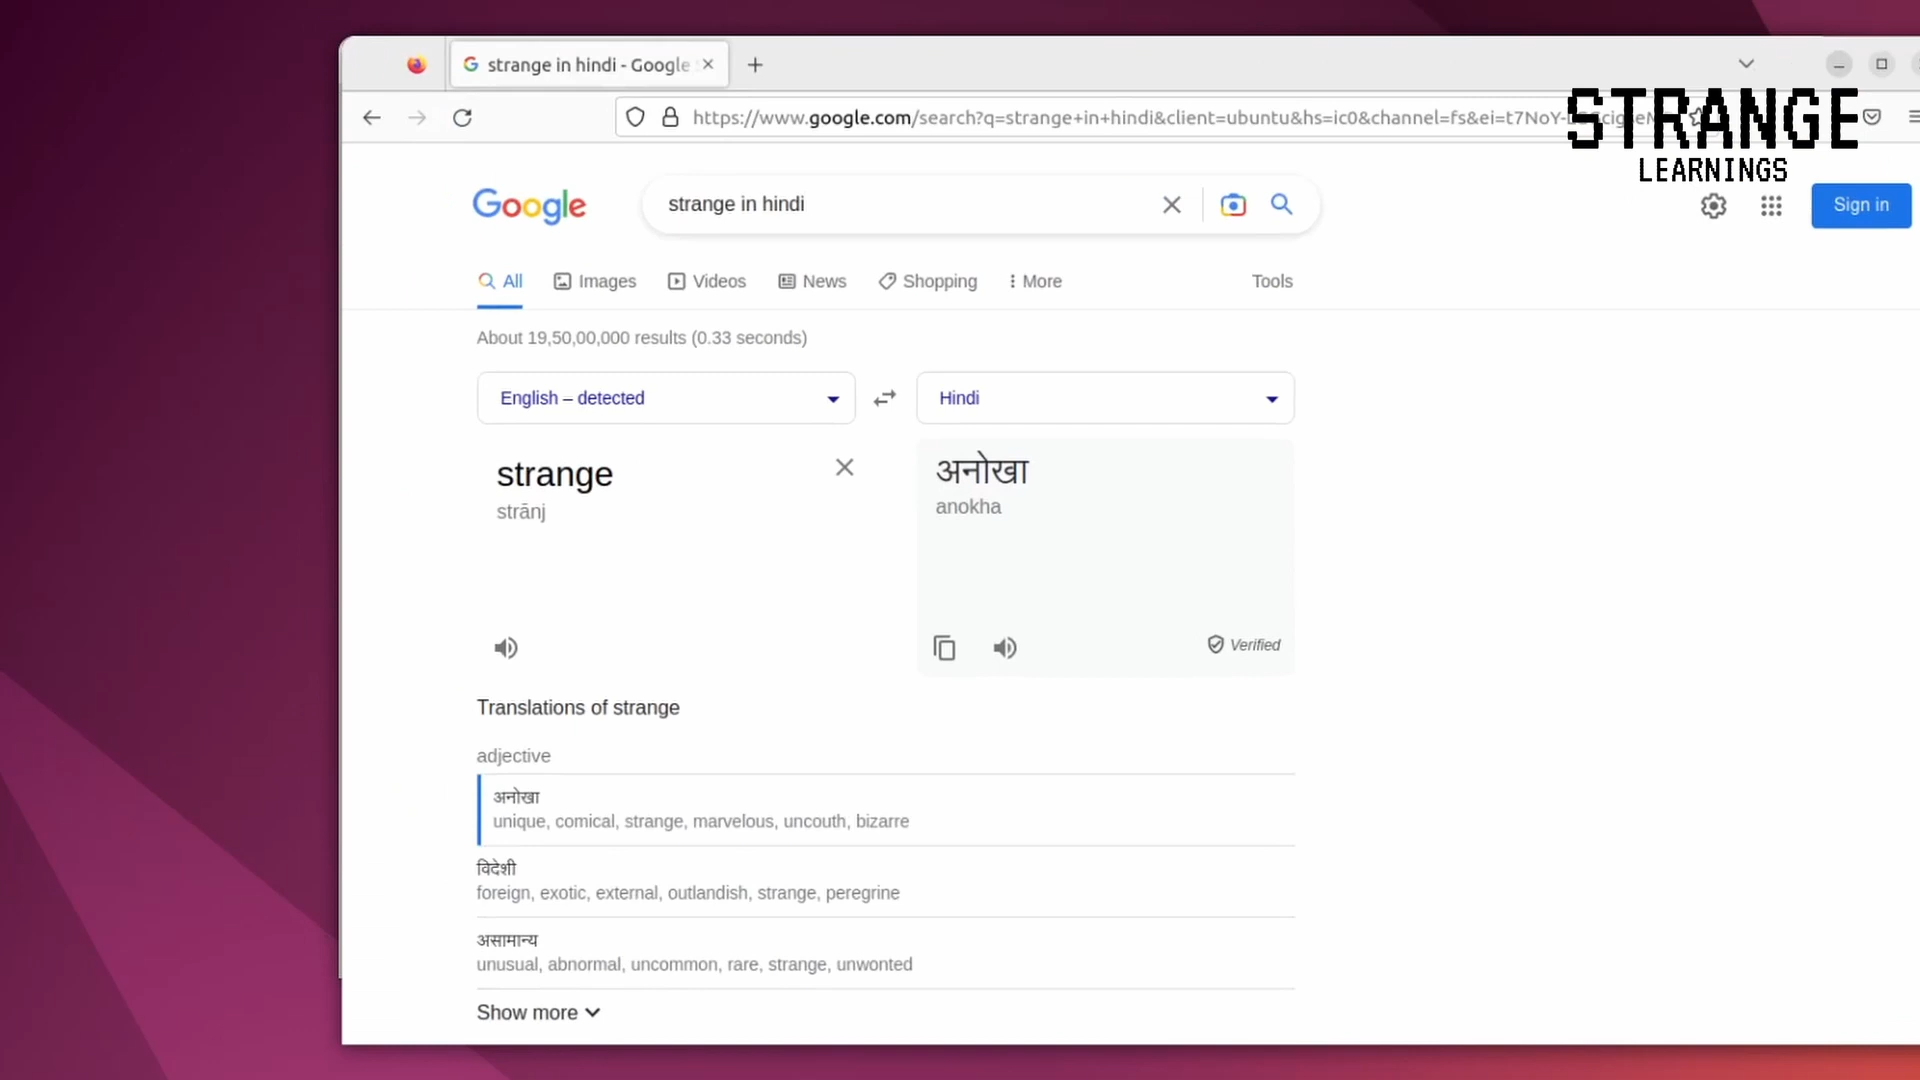 strange in hindi - Google
https://www.google.com/search?q=strange+in+hindi&client=ubuntu&hs=ic0&channel=fs&ei=t7NoY-
STRANGE
LEARNINGS
Google
strange in hindi
Sign in
All
Images
Videos
News
Shopping
More
Tools
About 19,50,00,000 results (0.33 seconds)
English – detected
Hindi
strange
strānj
अनोखा
anokha
Verified
Translations of strange
adjective
अनोखा
unique, comical, strange, marvelous, uncouth, bizarre
विदेशी
foreign, exotic, external, outlandish, strange, peregrine
असामान्य
unusual, abnormal, uncommon, rare, strange, unwonted
Show more